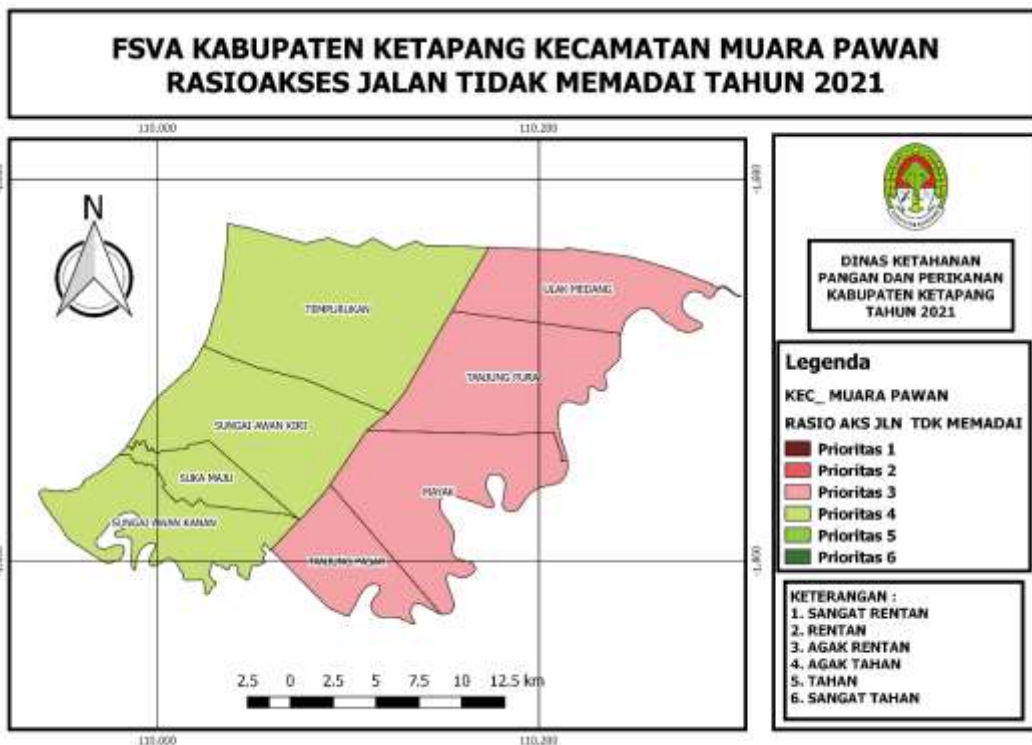 FSVA KABUPATEN KETAPANG KECAMATAN MUARA PAWAN
RASIOAKSES JALAN TIDAK MEMADAI TAHUN 2021
110,000
110,200
N
ULAK MEDANG
TEMPURUKAN
TANJUNG PURA
SUNGAI AWAN KIRI
SUKA MAJU
MAYAK
SUNGAI AWAN KANAN
TANJUNG PASAR
2.5 0 2.5 5 7.5 10 12.5 km
110,000
110,200
-1,800
DINAS KETAHANAN
PANGAN DAN PERIKANAN
KABUPATEN KETAPANG
TAHUN 2021
Legenda
KEC_ MUARA PAWAN
RASIO AKS JLN TDK MEMADAI
Prioritas 1
Prioritas 2
Prioritas 3
Prioritas 4
Prioritas 5
Prioritas 6
KETERANGAN :
1. SANGAT RENTAN
2. RENTAN
3. AGAK RENTAN
4. AGAK TAHAN
5. TAHAN
6. SANGAT TAHAN